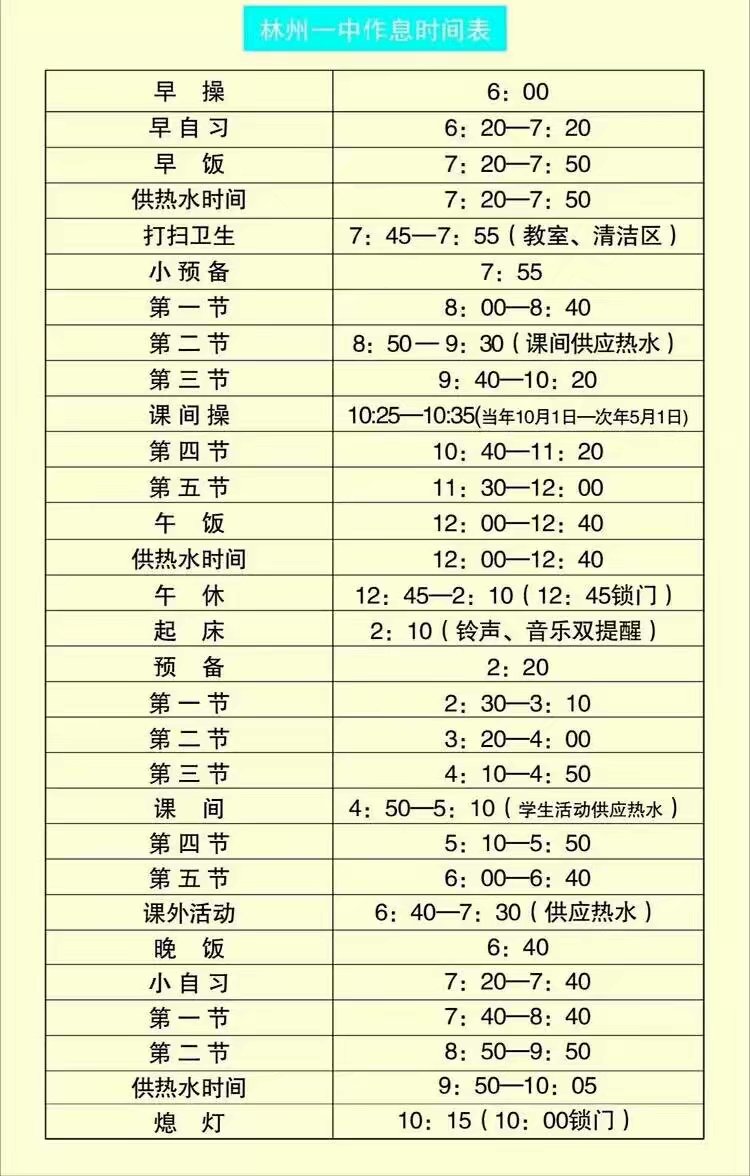 林州一中作息时间表
早 操 6：00
早自习 6：20—7：20
早 饭 7：20—7：50
供热水时间 7：20—7：50
打扫卫生 7：45—7：55（教室、清洁区）
小预备 7：55
第一节 8：00—8：40
第二节 8：50—9：30（课间供应热水）
第三节 9：40—10：20
课间操 10:25—10:35(当年10月1日—次年5月1日)
第四节 10：40—11：20
第五节 11：30—12：00
午 饭 12：00—12：40
供热水时间 12：00—12：40
午 休 12：45—2：10（12：45锁门）
起 床 2：10（铃声、音乐双提醒）
预 备 2：20
第一节 2：30—3：10
第二节 3：20—4：00
第三节 4：10—4：50
课 间 4：50—5：10（学生活动供应热水）
第四节 5：10—5：50
第五节 6：00—6：40
课外活动 6：40—7：30（供应热水）
晚 饭 6：40
小自习 7：20—7：40
第一节 7：40—8：40
第二节 8：50—9：50
供热水时间 9：50—10：05
熄 灯 10：15（10：00锁门）